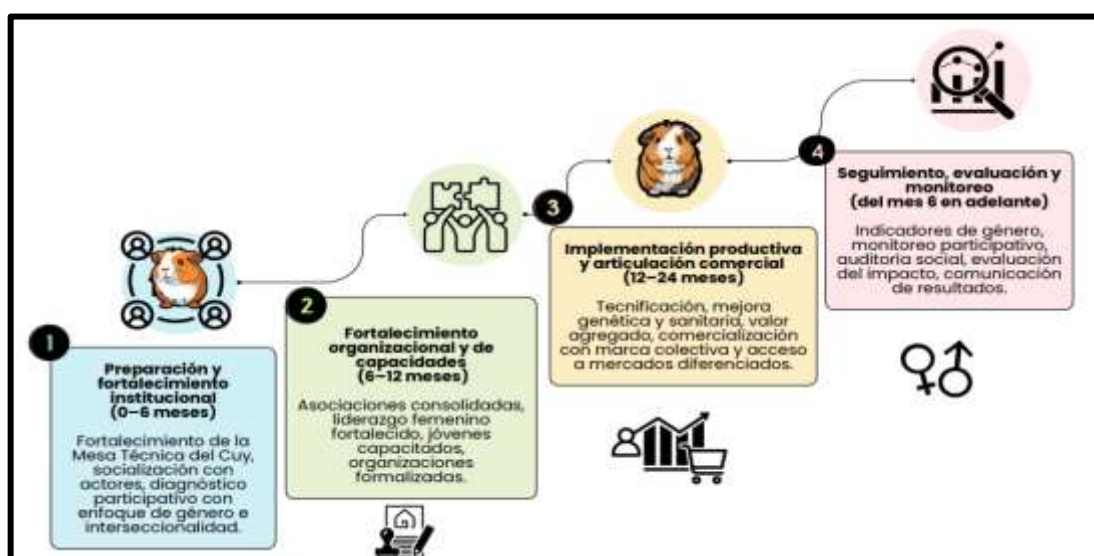 1
Preparación y
fortalecimiento
institucional
(0–6 meses)
Fortalecimiento de la
Mesa Técnica del Cuy,
socialización con
actores, diagnóstico
participativo con
enfoque de género e
interseccionalidad.
2
Fortalecimiento
organizacional y de
capacidades
(6–12 meses)
Asociaciones consolidadas,
liderazgo femenino
fortalecido, jóvenes
capacitados,
organizaciones
formalizadas.
3
Implementación productiva
y articulación comercial
(12–24 meses)
Tecnificación, mejora
genética y sanitaria, valor
agregado, comercialización
con marca colectiva y acceso
a mercados diferenciados.
4
Seguimiento, evaluación y
monitoreo
(del mes 6 en adelante)
Indicadores de género,
monitoreo participativo,
auditoría social, evaluación
del impacto, comunicación
de resultados.